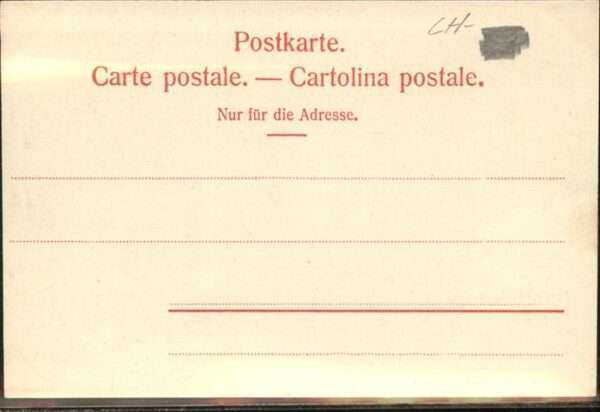 CH-
Postkarte.
Carte postale. — Cartolina postale.
Nur für die Adresse.